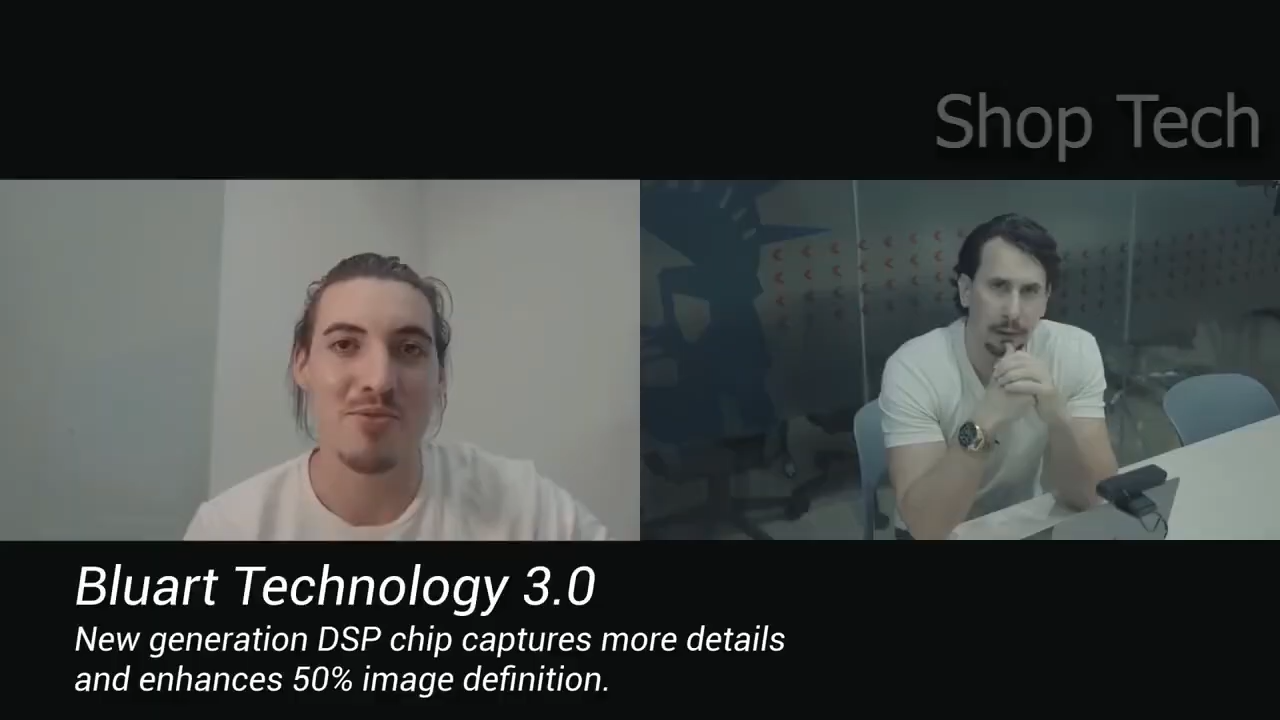 Shop Tech
Bluart Technology 3.0
New generation DSP chip captures more details
and enhances 50% image definition.